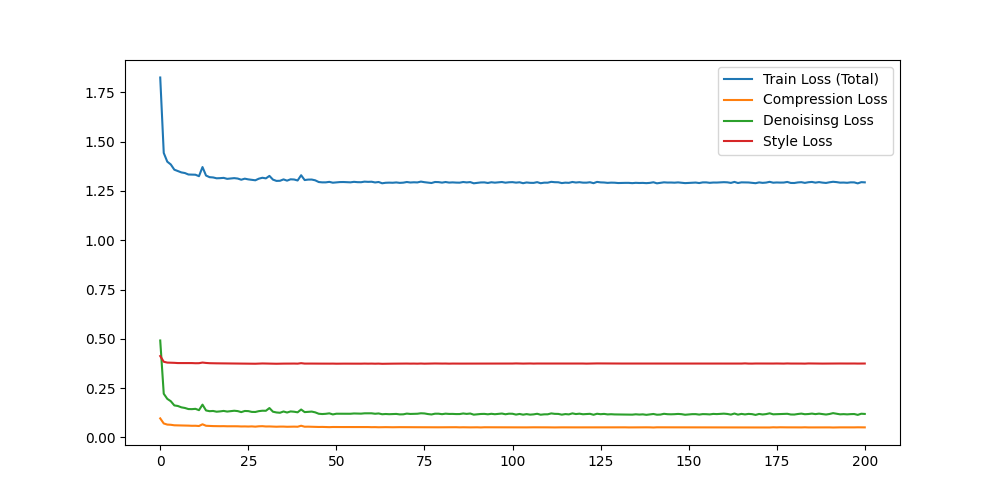 Train Loss (Total)
Compression Loss
Denoisinsg Loss
Style Loss
1.75
1.50
1.25
1.00
0.75
0.50
0.25
0.00
0 25 50 75 100 125 150 175 200